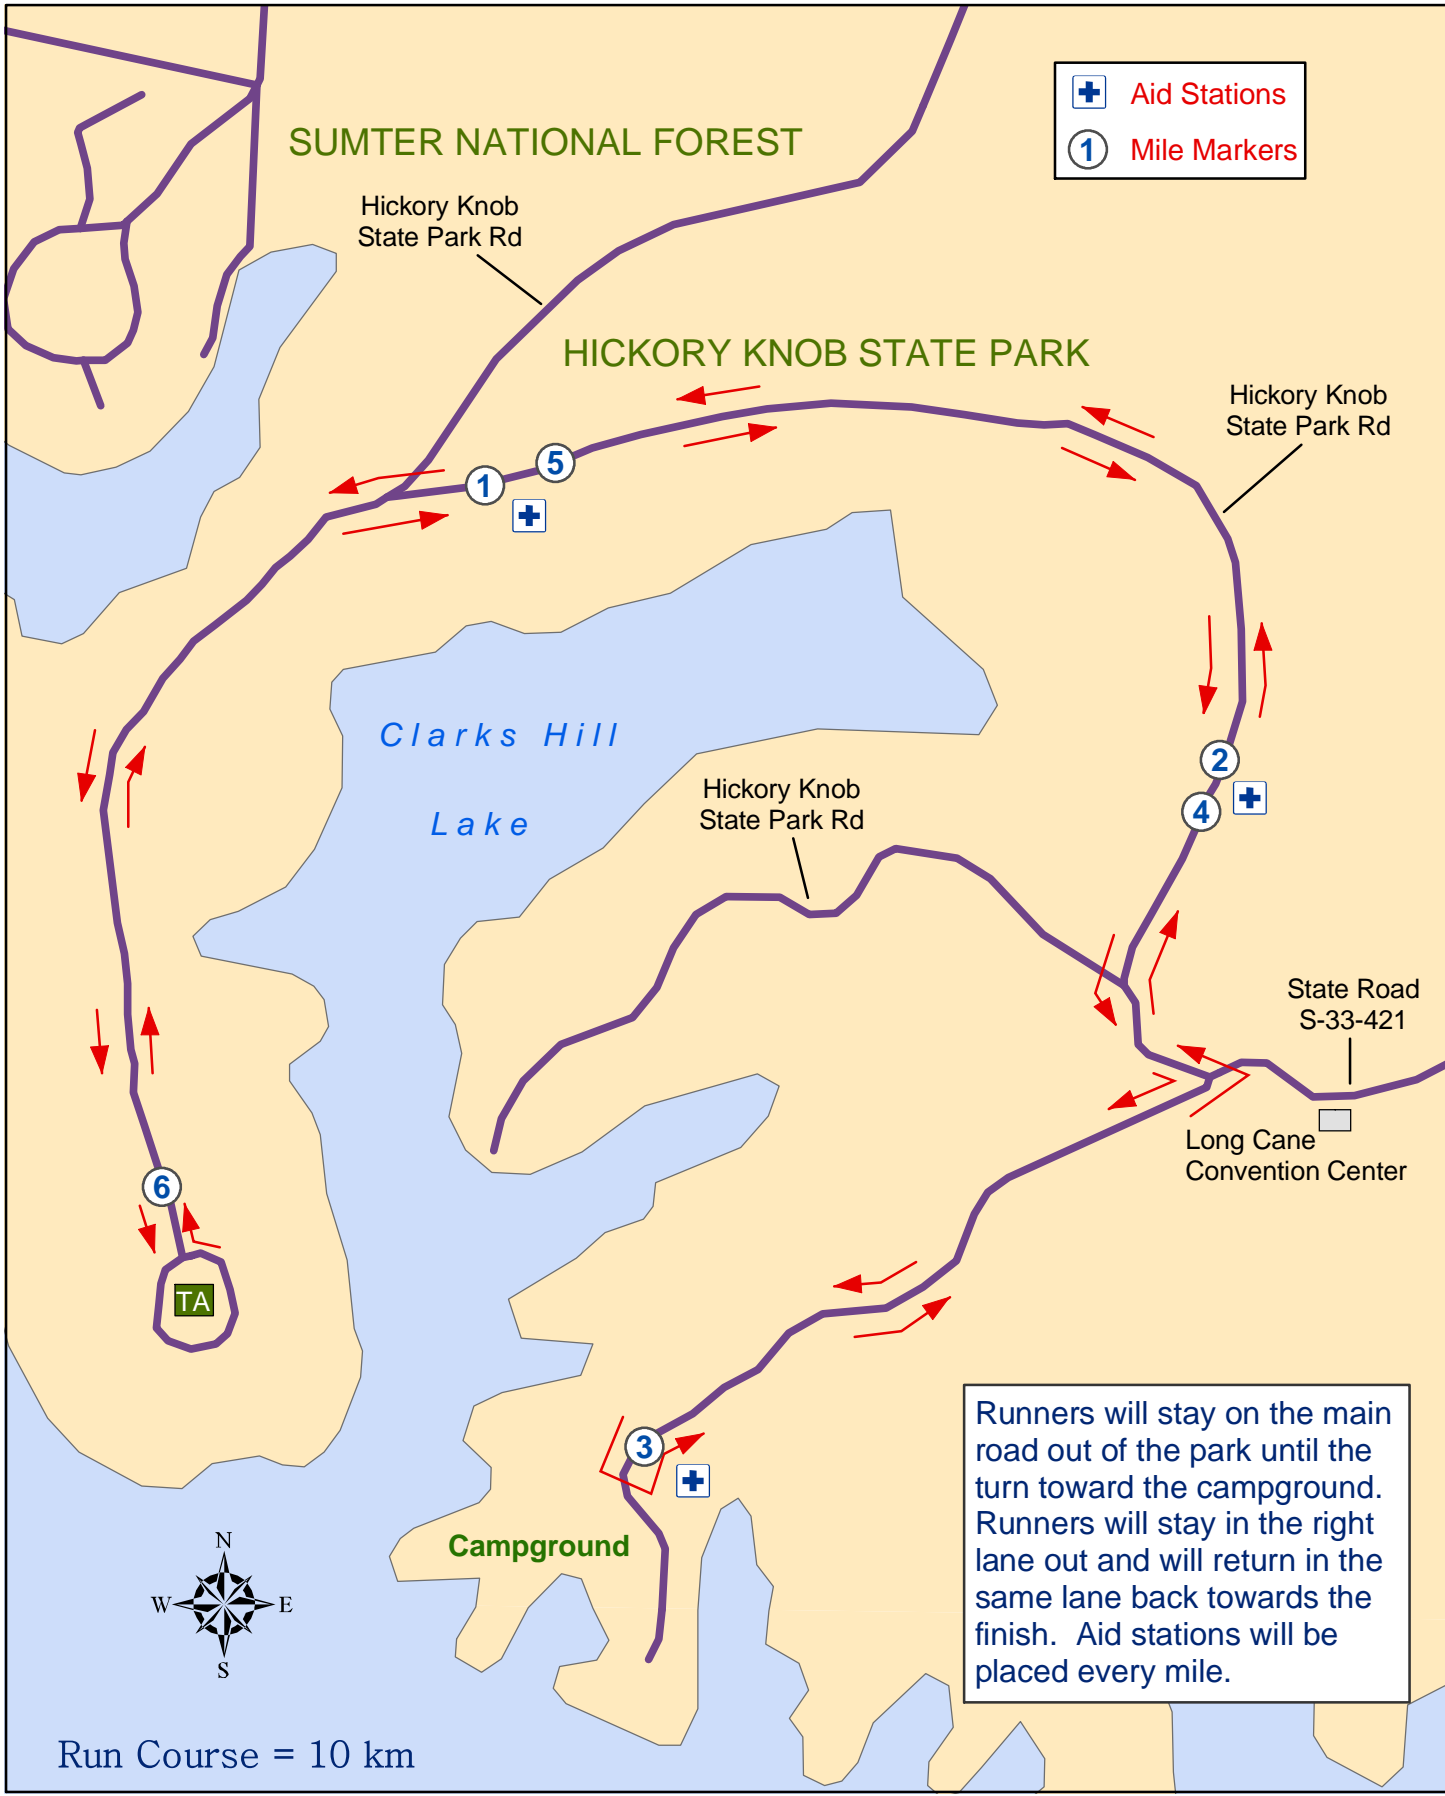 Aid Stations
1 Mile Markers
SUMTER NATIONAL FOREST
Hickory Knob
State Park Rd
HICKORY KNOB STATE PARK
Hickory Knob
State Park Rd
5
1
Clarks Hill
Lake
2
4
Hickory Knob
State Park Rd
State Road
S-33-421
Long Cane
Convention Center
6
TA
3
Campground
Runners will stay on the main
road out of the park until the
turn toward the campground.
Runners will stay in the right
lane out and will return in the
same lane back towards the
finish. Aid stations will be
placed every mile.
N
W E
S
Run Course = 10 km